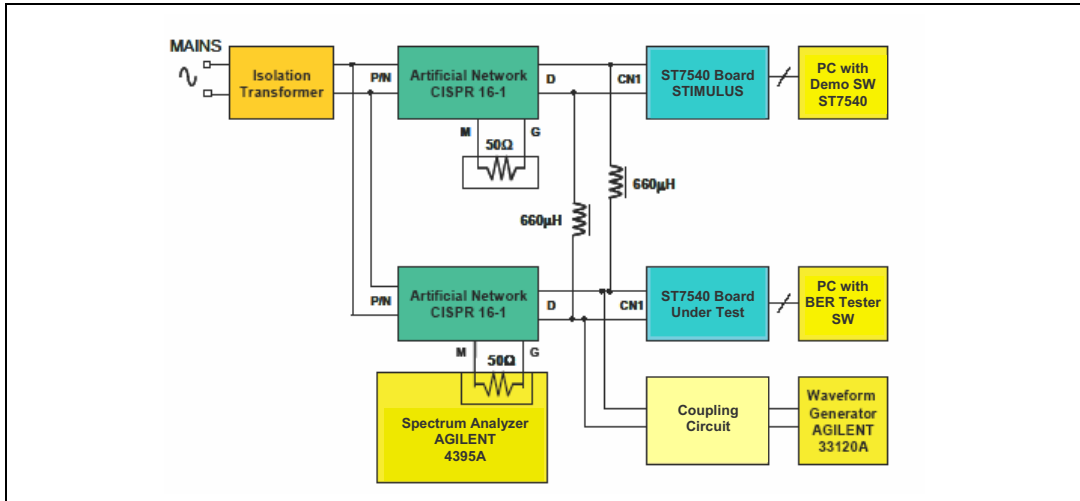 MAINS
Isolation
Transformer
P/N
Artificial Network
CISPR 16-1
D
CN1
ST7540 Board
STIMULUS
PC with
Demo SW
ST7540
M
G
50Ω
660μH
660μH
P/N
Artificial Network
CISPR 16-1
D
CN1
ST7540 Board
Under Test
PC with
BER Tester
SW
M
G
50Ω
Spectrum Analyzer
AGILENT
4395A
Coupling
Circuit
Waveform
Generator
AGILENT
33120A